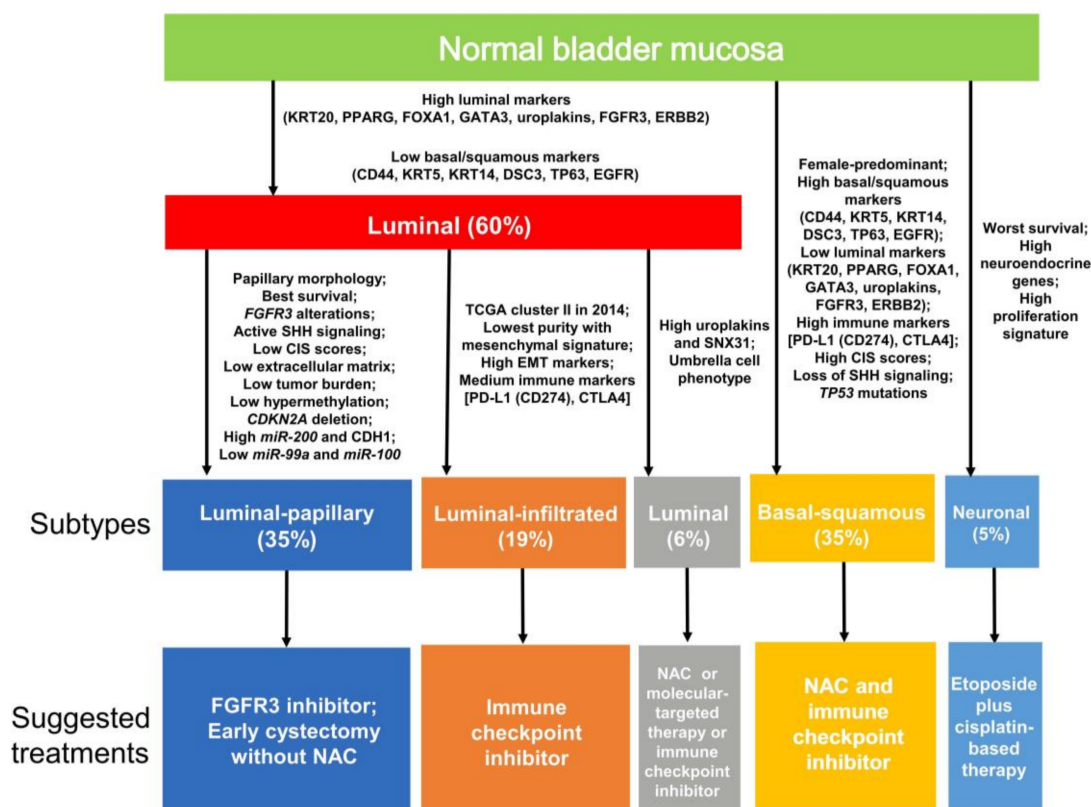 Normal bladder mucosa
High luminal markers
(KRT20, PPARG, FOXA1, GATA3, uroplakins, FGFR3, ERBB2)
Low basal/squamous markers
(CD44, KRT5, KRT14, DSC3, TP63, EGFR)
Luminal (60%)
Papillary morphology;
Best survival;
FGFR3 alterations;
Active SHH signaling;
Low CIS scores;
Low extracellular matrix;
Low tumor burden;
Low hypermethylation;
CDKN2A deletion;
High miR-200 and CDH1;
Low miR-99a and miR-100
TCGA cluster II in 2014;
Lowest purity with
mesenchymal signature;
High EMT markers;
Medium immune markers
[PD-L1 (CD274), CTLA4]
High uroplakins
and SNX31;
Umbrella cell
phenotype
Female-predominant;
High basal/squamous
markers
(CD44, KRT5, KRT14,
DSC3, TP63, EGFR);
Low luminal markers
(KRT20, PPARG, FOXA1,
GATA3, uroplakins,
FGFR3, ERBB2);
High immune markers
[PD-L1 (CD274), CTLA4];
High CIS scores;
Loss of SHH signaling;
TP53 mutations
Worst survival;
High
neuroendocrine
genes;
High
proliferation
signature
Subtypes
Luminal-papillary
(35%)
Luminal-infiltrated
(19%)
Luminal
(6%)
Basal-squamous
(35%)
Neuronal
(5%)
Suggested
treatments
FGFR3 inhibitor;
Early cystectomy
without NAC
Immune
checkpoint
inhibitor
NAC or
molecular-
targeted
therapy or
immune
checkpoint
inhibitor
NAC and
immune
checkpoint
inhibitor
Etoposide
plus
cisplatin-
based
therapy